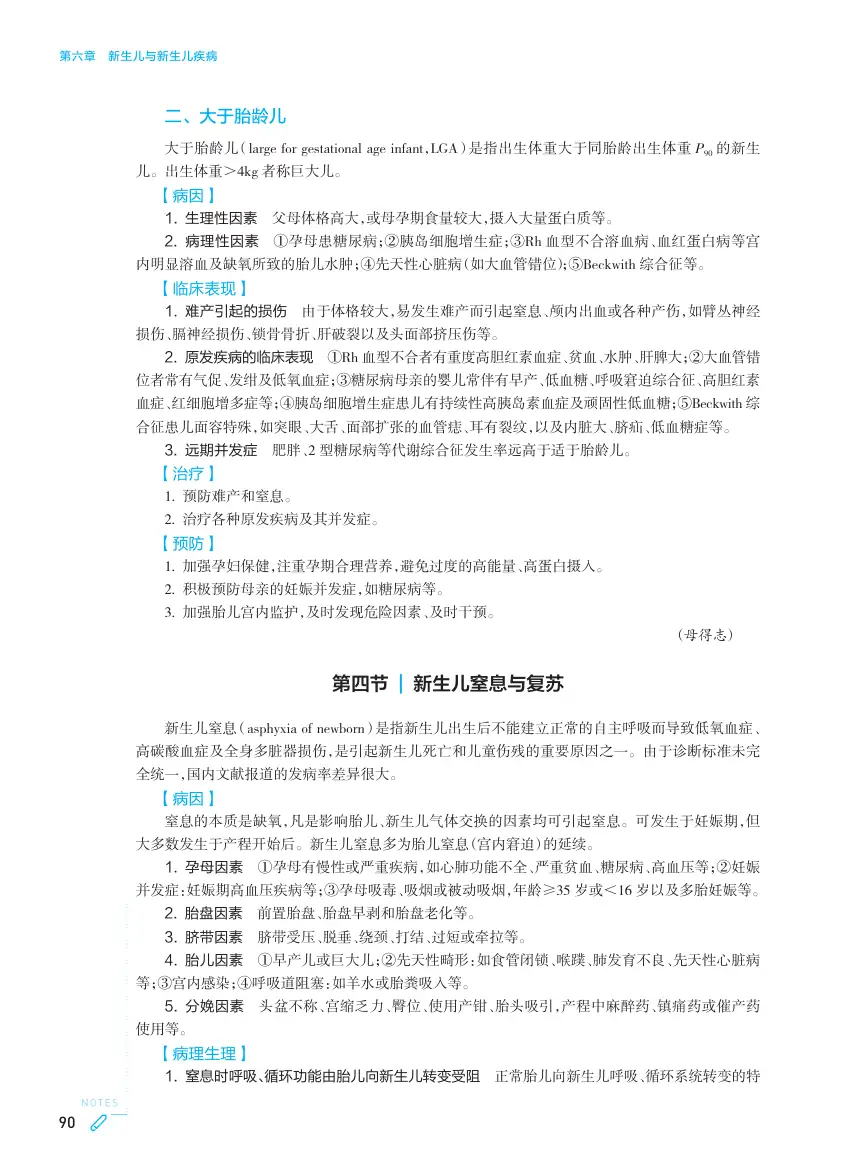 第六章 新生儿与新生儿疾病
二、大于胎龄儿
大于胎龄儿(large for gestational age infant,LGA)是指出生体重大于同胎龄出生体重 P90 的新生
儿。出生体重＞4kg 者称巨大儿。
【病因】
1. 生理性因素 父母体格高大,或母孕期食量较大,摄入大量蛋白质等。
2. 病理性因素 ①孕母患糖尿病;②胰岛细胞增生症;③Rh 血型不合溶血病、血红蛋白病等宫
内明显溶血及缺氧所致的胎儿水肿;④先天性心脏病(如大血管错位);⑤Beckwith 综合征等。
【临床表现】
1. 难产引起的损伤 由于体格较大,易发生难产而引起窒息、颅内出血或各种产伤,如臂丛神经
损伤、膈神经损伤、锁骨骨折、肝破裂以及头面部挤压伤等。
2. 原发疾病的临床表现 ①Rh 血型不合者有重度高胆红素血症、贫血、水肿、肝脾大;②大血管错
位者常有气促、发绀及低氧血症;③糖尿病母亲的婴儿常伴有早产、低血糖、呼吸窘迫综合征、高胆红素
血症、红细胞增多症等;④胰岛细胞增生症患儿有持续性高胰岛素血症及顽固性低血糖;⑤Beckwith 综
合征患儿面容特殊,如突眼、大舌、面部扩张的血管痣、耳有裂纹,以及内脏大、脐疝、低血糖症等。
3. 远期并发症 肥胖、2 型糖尿病等代谢综合征发生率远高于适于胎龄儿。
【治疗】
1. 预防难产和窒息。
2. 治疗各种原发疾病及其并发症。
【预防】
1. 加强孕妇保健,注重孕期合理营养,避免过度的高能量、高蛋白摄入。
2. 积极预防母亲的妊娠并发症,如糖尿病等。
3. 加强胎儿宫内监护,及时发现危险因素、及时干预。
(母得志)
第四节 | 新生儿窒息与复苏
新生儿窒息(asphyxia of newborn)是指新生儿出生后不能建立正常的自主呼吸而导致低氧血症、
高碳酸血症及全身多脏器损伤,是引起新生儿死亡和儿童伤残的重要原因之一。由于诊断标准未完
全统一,国内文献报道的发病率差异很大。
【病因】
窒息的本质是缺氧,凡是影响胎儿、新生儿气体交换的因素均可引起窒息。可发生于妊娠期,但
大多数发生于产程开始后。新生儿窒息多为胎儿窒息(宫内窘迫)的延续。
1. 孕母因素 ①孕母有慢性或严重疾病,如心肺功能不全、严重贫血、糖尿病、高血压等;②妊娠
并发症:妊娠期高血压疾病等;③孕母吸毒、吸烟或被动吸烟,年龄≥35 岁或＜16 岁以及多胎妊娠等。
2. 胎盘因素 前置胎盘、胎盘早剥和胎盘老化等。
3. 脐带因素 脐带受压、脱垂、绕颈、打结、过短或牵拉等。
4. 胎儿因素 ①早产儿或巨大儿;②先天性畸形:如食管闭锁、喉蹼、肺发育不良、先天性心脏病
等;③宫内感染;④呼吸道阻塞:如羊水或胎粪吸入等。
5. 分娩因素 头盆不称、宫缩乏力、臀位、使用产钳、胎头吸引,产程中麻醉药、镇痛药或催产药
使用等。
【病理生理】
1. 窒息时呼吸、循环功能由胎儿向新生儿转变受阻 正常胎儿向新生儿呼吸、循环系统转变的特
NOTES
90